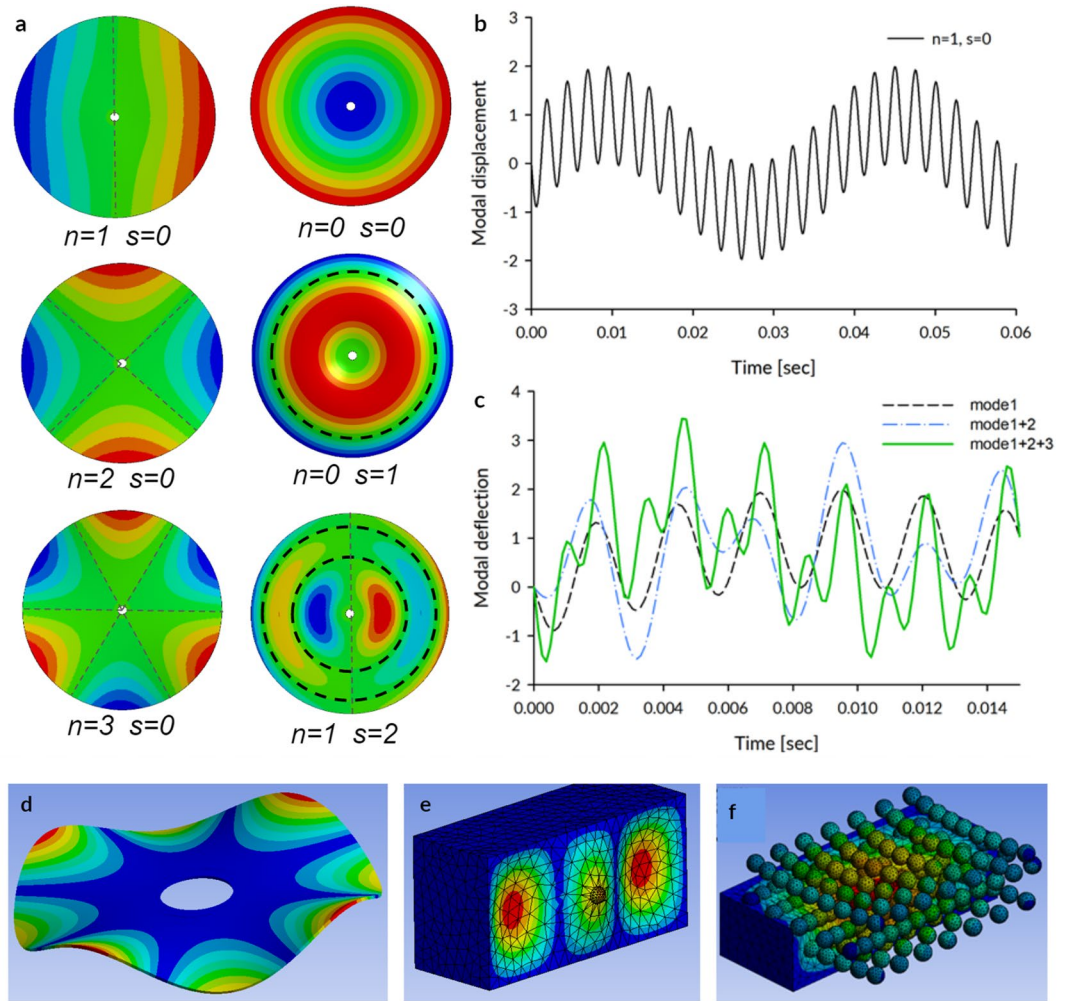 a
n=1 s=0
n=0 s=0
n=2 s=0
n=0 s=1
n=3 s=0
n=1 s=2
b
n=1, s=0
Modal displacement
3
2
1
0
-1
-2
-3
0.00 0.01 0.02 0.03 0.04 0.05 0.06
Time [sec]
c
mode1
mode1+2
mode1+2+3
Modal deflection
4
3
2
1
0
-1
-2
0.000 0.002 0.004 0.006 0.008 0.010 0.012 0.014
Time [sec]
d
e
f